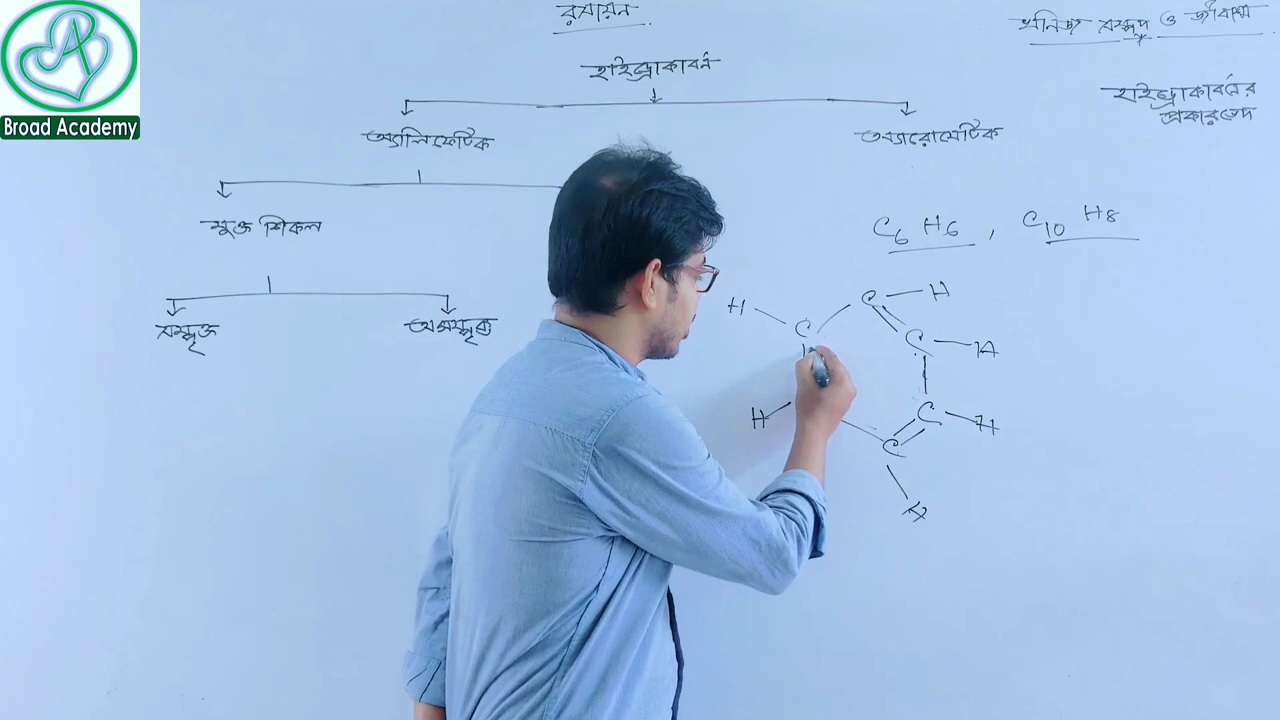 Broad Academy
রসায়ন
খনিজ সম্পদ ও জীবাশ্ম
হাইড্রোকার্বন
হাইড্রোকার্বনের
প্রকারভেদ
অ্যালিফেটিক
অ্যারোমেটিক
মুক্ত শিকল
C6 H6 , C10 H8
সম্পৃক্ত
অসম্পৃক্ত
H C C H
C H
H C H
C
H